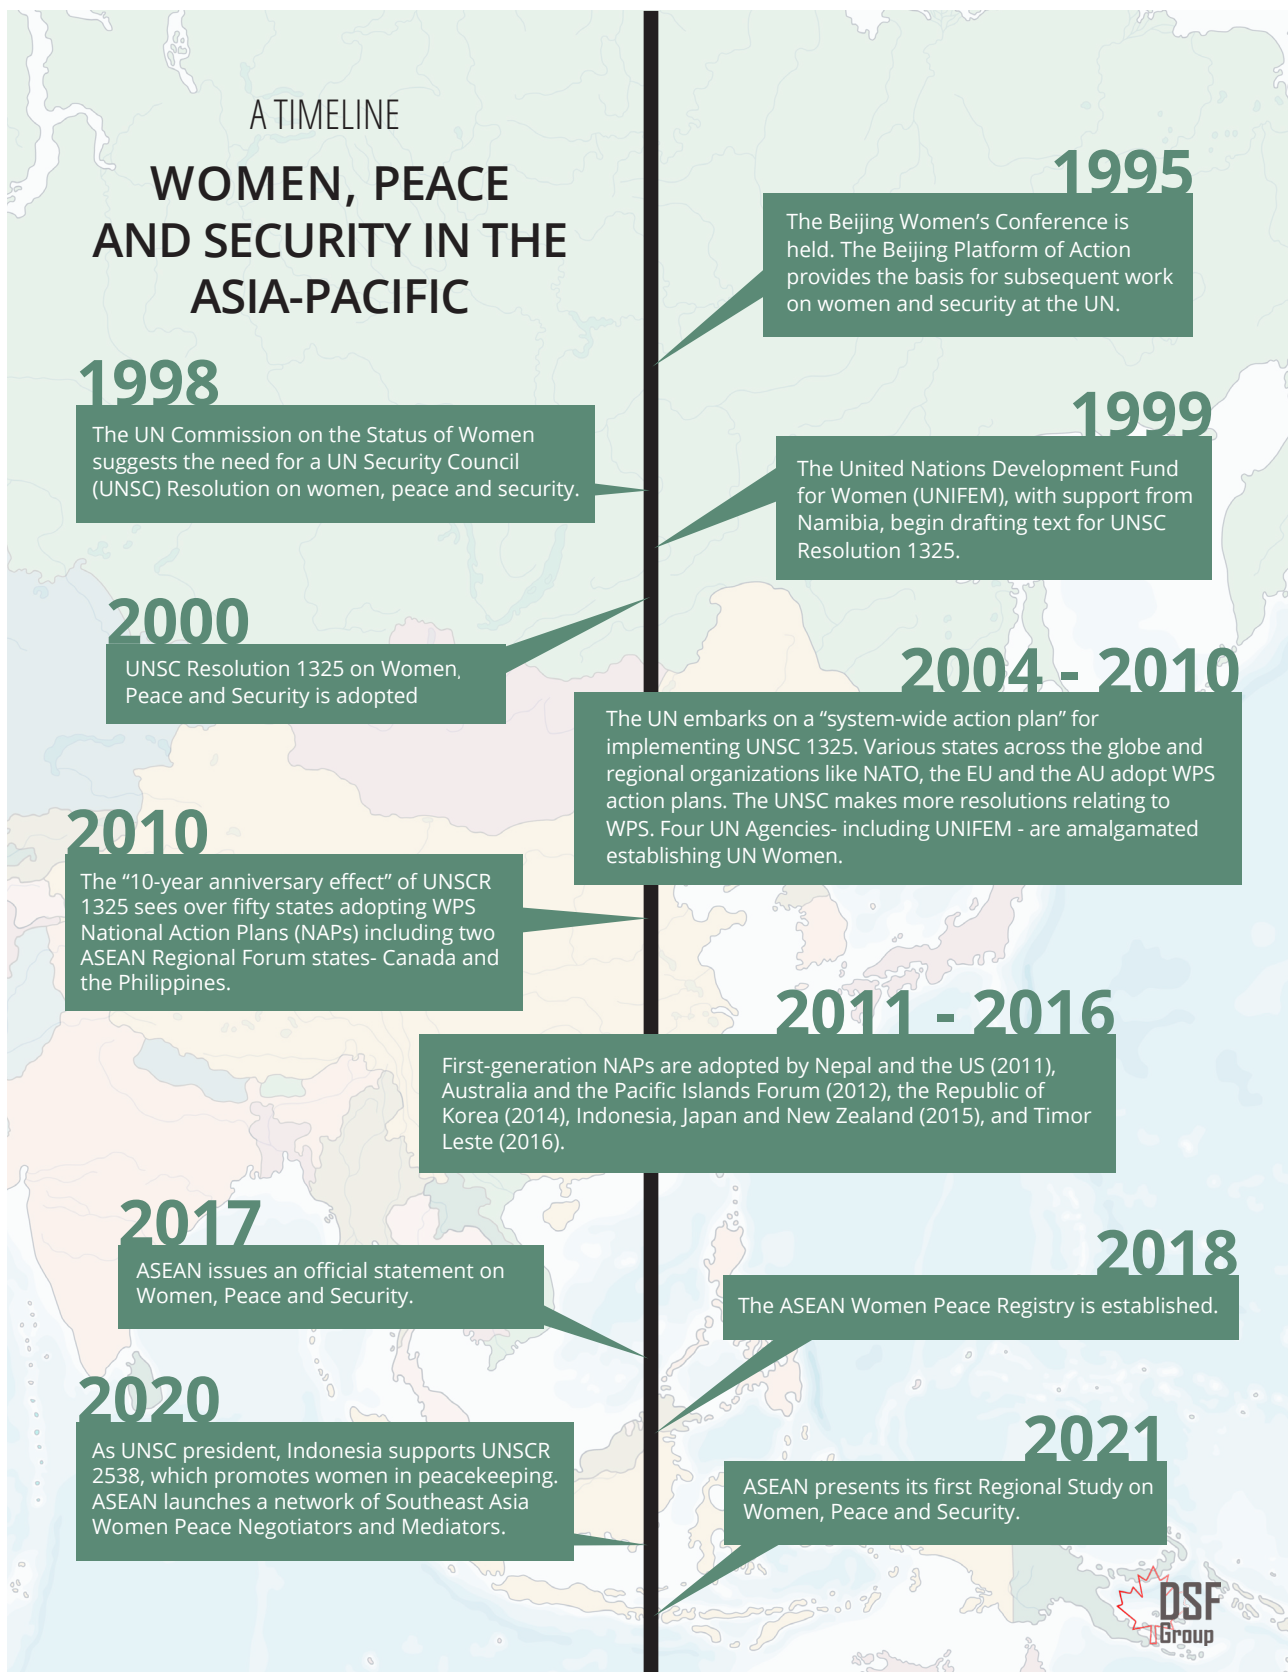 A TIMELINE
WOMEN, PEACE
AND SECURITY IN THE
ASIA-PACIFIC
1995
The Beijing Women’s Conference is
held. The Beijing Platform of Action
provides the basis for subsequent work
on women and security at the UN.
1998
The UN Commission on the Status of Women
suggests the need for a UN Security Council
(UNSC) Resolution on women, peace and security.
1999
The United Nations Development Fund
for Women (UNIFEM), with support from
Namibia, begin drafting text for UNSC
Resolution 1325.
2000
UNSC Resolution 1325 on Women,
Peace and Security is adopted
2004 - 2010
The UN embarks on a “system-wide action plan” for
implementing UNSC 1325. Various states across the globe and
regional organizations like NATO, the EU and the AU adopt WPS
action plans. The UNSC makes more resolutions relating to
WPS. Four UN Agencies- including UNIFEM - are amalgamated
establishing UN Women.
2010
The “10-year anniversary effect” of UNSCR
1325 sees over fifty states adopting WPS
National Action Plans (NAPs) including two
ASEAN Regional Forum states- Canada and
the Philippines.
2011 - 2016
First-generation NAPs are adopted by Nepal and the US (2011),
Australia and the Pacific Islands Forum (2012), the Republic of
Korea (2014), Indonesia, Japan and New Zealand (2015), and Timor
Leste (2016).
2017
ASEAN issues an official statement on
Women, Peace and Security.
2018
The ASEAN Women Peace Registry is established.
2020
As UNSC president, Indonesia supports UNSCR
2538, which promotes women in peacekeeping.
ASEAN launches a network of Southeast Asia
Women Peace Negotiators and Mediators.
2021
ASEAN presents its first Regional Study on
Women, Peace and Security.
DSF
Group